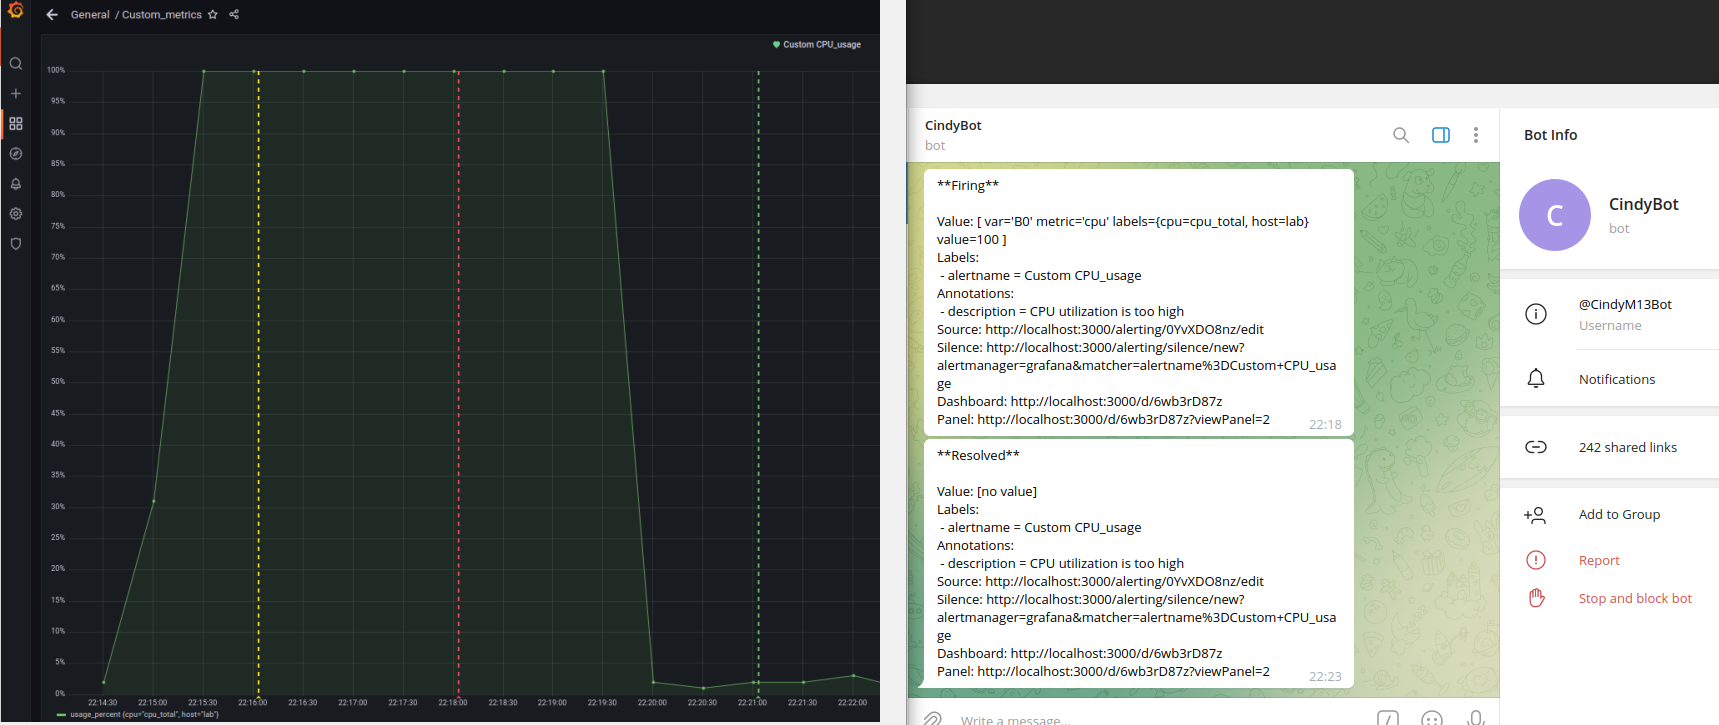 General / Custom_metrics
Custom CPU_usage
100%
95%
90%
85%
80%
75%
70%
65%
60%
55%
50%
45%
40%
35%
30%
25%
20%
15%
10%
5%
0%
22:14:30 22:15:00 22:15:30 22:16:00 22:16:30 22:17:00 22:17:30 22:18:00 22:18:30 22:19:00 22:19:30 22:20:00 22:20:30 22:21:00 22:21:30 22:22:00
usage_percent {cpu="cpu_total", host="lab"}
CindyBot
bot
**Firing**
Value: [ var='B0' metric='cpu' labels={cpu=cpu_total, host=lab}
value=100 ]
Labels:
- alertname = Custom CPU_usage
Annotations:
- description = CPU utilization is too high
Source: http://localhost:3000/alerting/0YvXDO8nz/edit
Silence: http://localhost:3000/alerting/silence/new?
alertmanager=grafana&matcher=alertname%3DCustom+CPU_usa
ge
Dashboard: http://localhost:3000/d/6wb3rD87z
Panel: http://localhost:3000/d/6wb3rD87z?viewPanel=2
22:18
**Resolved**
Value: [no value]
Labels:
- alertname = Custom CPU_usage
Annotations:
- description = CPU utilization is too high
Source: http://localhost:3000/alerting/0YvXDO8nz/edit
Silence: http://localhost:3000/alerting/silence/new?
alertmanager=grafana&matcher=alertname%3DCustom+CPU_usa
ge
Dashboard: http://localhost:3000/d/6wb3rD87z
Panel: http://localhost:3000/d/6wb3rD87z?viewPanel=2
22:23
Write a message...
Bot Info
C
CindyBot
bot
@CindyM13Bot
Username
Notifications
242 shared links
Add to Group
Report
Stop and block bot